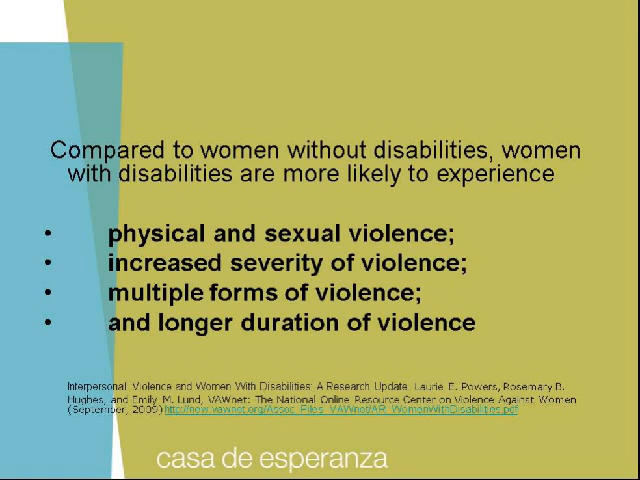 Compared to women without disabilities, women
with disabilities are more likely to experience
• physical and sexual violence;
• increased severity of violence;
• multiple forms of violence;
• and longer duration of violence
Interpersonal Violence and Women With Disabilities: A Research Update. Laurie E. Powers, Rosemary B.
Hughes, and Emily M. Lund, VAWnet: The National Online Resource Center on Violence Against Women
(September, 2009) http://new.vawnet.org/Assoc_Files_VAWnet/AR_WomenWithDisabilities.pdf
casa de esperanza